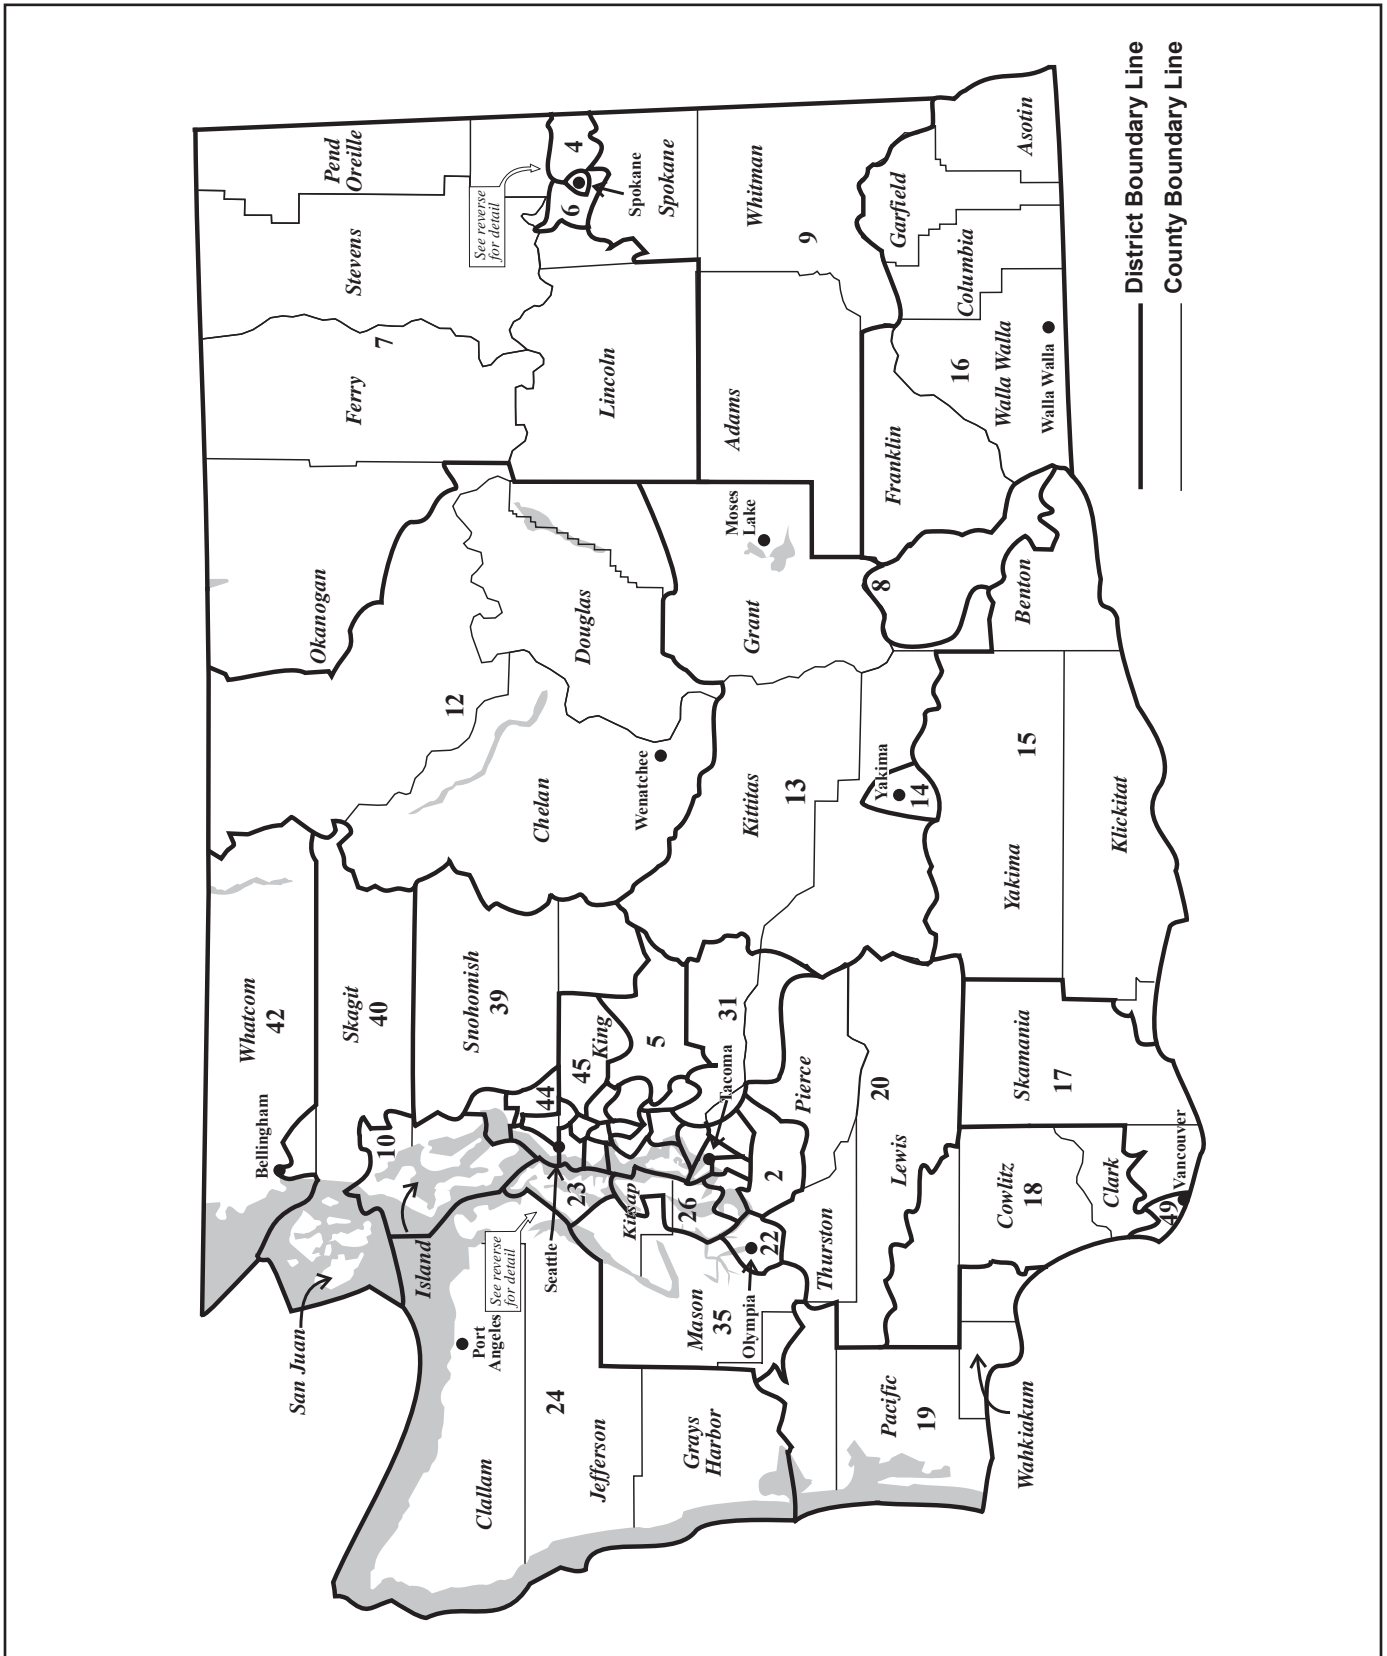 Whatcom
42
Bellingham
San Juan
Skagit
40
10
Island
Okanogan
Ferry
7
Stevens
Pend
Oreille
See reverse
for detail
4
6
Spokane
Spokane
Snohomish
39
44
45
King
12
Chelan
Wenatchee
Douglas
Lincoln
Port
Angeles
Clallam
24
Jefferson
See reverse
for detail
Seattle
23
Kitsap
26
5
31
Tacoma
Mason
35
Olympia
22
2
Pierce
Grays
Harbor
Thurston
20
Lewis
Pacific
19
Wahkiakum
Cowlitz
18
Clark
49
Vancouver
Skamania
17
Kittitas
13
Yakima
14
Yakima
15
Klickitat
Grant
Moses
Lake
Adams
Whitman
9
8
Benton
Franklin
16
Walla Walla
Walla Walla
Columbia
Garfield
Asotin
District Boundary Line
County Boundary Line